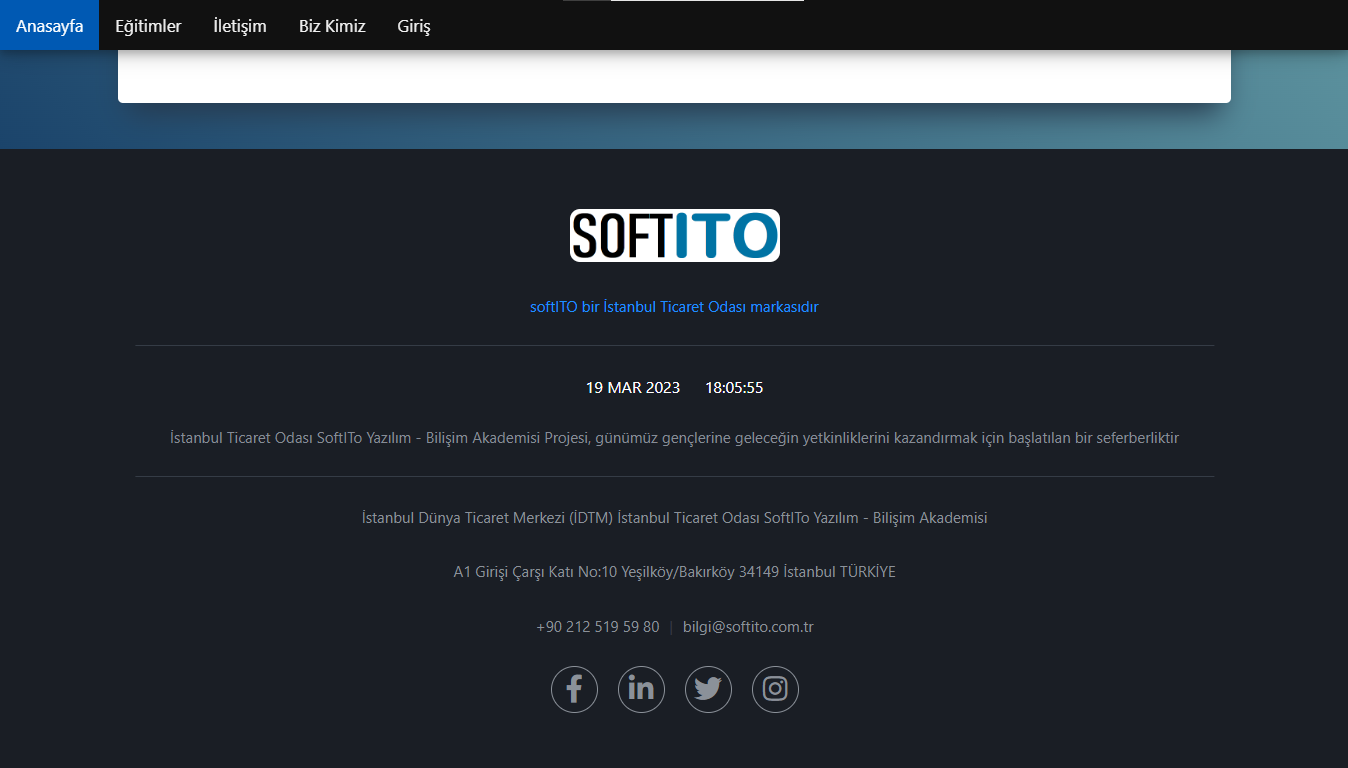 Anasayfa Eğitimler İletişim Biz Kimiz Giriş
SOFTITO
softITO bir İstanbul Ticaret Odası markasıdır
19 MAR 2023 18:05:55
İstanbul Ticaret Odası SoftITo Yazılım - Bilişim Akademisi Projesi, günümüz gençlerine geleceğin yetkinliklerini kazandırmak için başlatılan bir seferberliktir
İstanbul Dünya Ticaret Merkezi (İDTM) İstanbul Ticaret Odası SoftITo Yazılım - Bilişim Akademisi
A1 Girişi Çarşı Katı No:10 Yeşilköy/Bakırköy 34149 İstanbul TÜRKİYE
+90 212 519 59 80 | bilgi@softito.com.tr